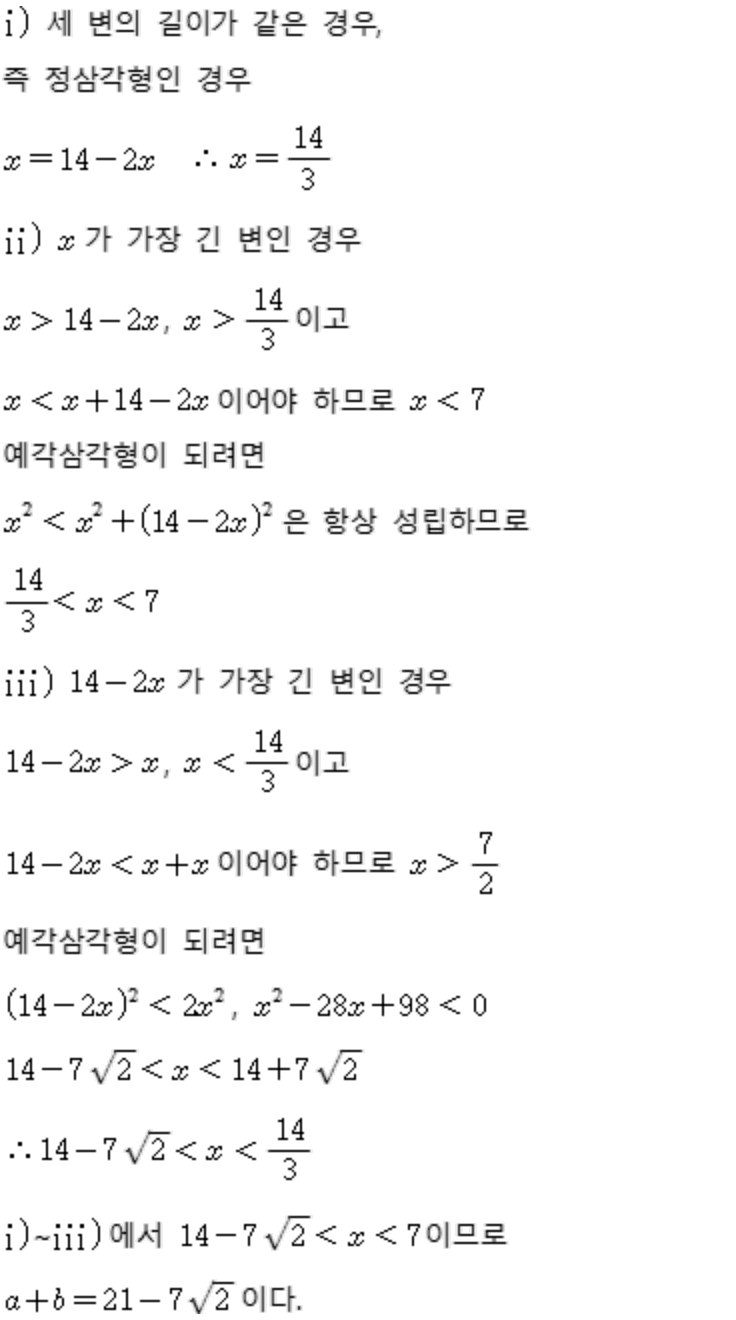 i) 세 변의 길이가 같은 경우,
즉 정삼각형인 경우
x = 14 − 2x ∴ x = 14/3
ii) x 가 가장 긴 변인 경우
x > 14 − 2x, x > 14/3 이고
x < x + 14 − 2x 이어야 하므로 x < 7
예각삼각형이 되려면
x² < x² + (14 − 2x)² 은 항상 성립하므로
14/3 < x < 7
iii) 14 − 2x 가 가장 긴 변인 경우
14 − 2x > x, x < 14/3 이고
14 − 2x < x + x 이어야 하므로 x > 7/2
예각삼각형이 되려면
(14 − 2x)² < 2x², x² − 28x + 98 < 0
14 − 7√2 < x < 14 + 7√2
∴ 14 − 7√2 < x < 14/3
i)~iii)에서 14 − 7√2 < x < 7이므로
a + b = 21 − 7√2 이다.